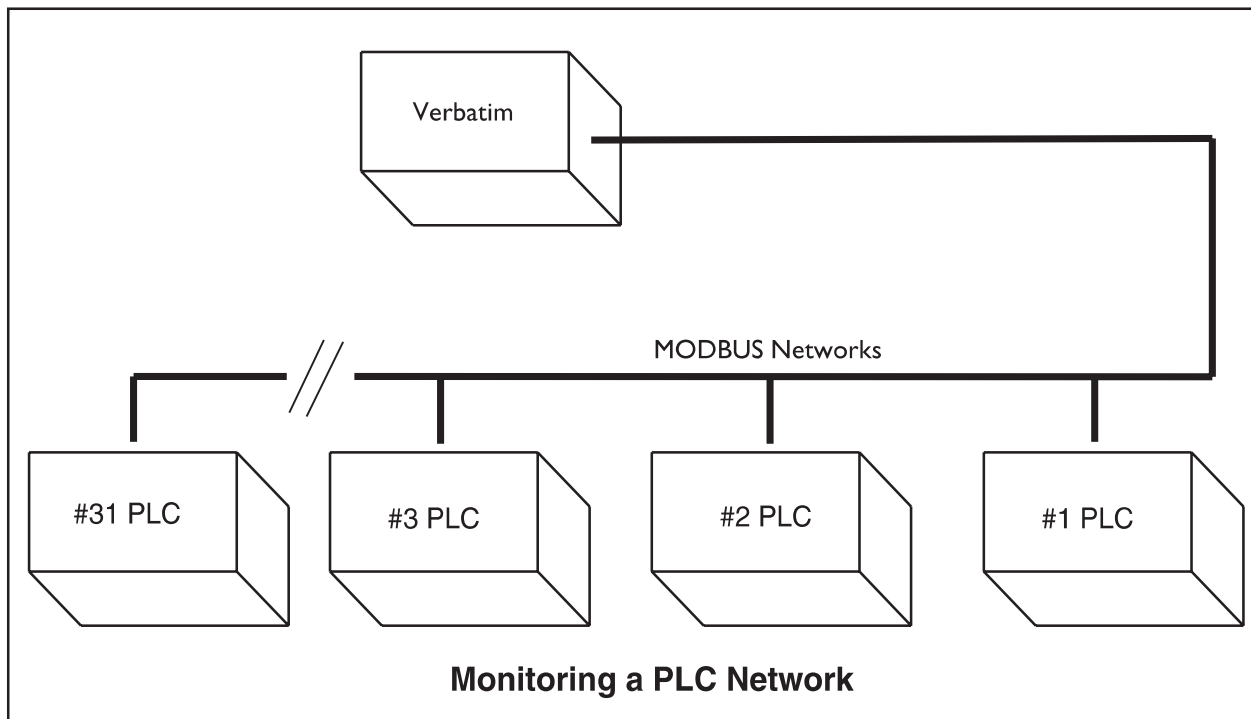 Verbatim
MODBUS Networks
#31 PLC
#3 PLC
#2 PLC
#1 PLC
Monitoring a PLC Network